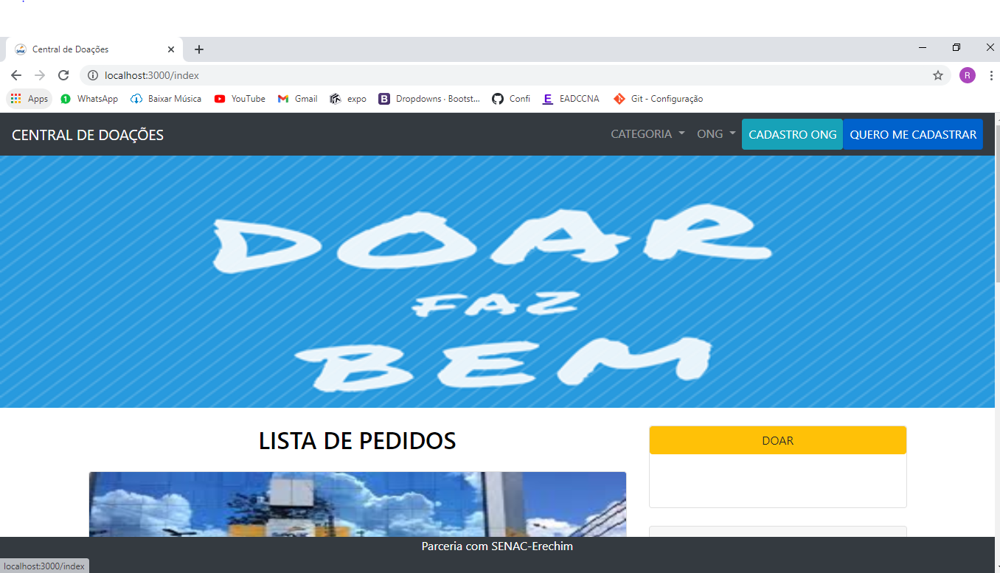 Central de Doações
localhost:3000/index
R
Apps
WhatsApp
Baixar Música
YouTube
Gmail
expo
Dropdowns · Bootst...
Confi
EADCCNA
Git - Configuração
CENTRAL DE DOAÇÕES
CATEGORIA
ONG
CADASTRO ONG
QUERO ME CADASTRAR
DOAR
FAZ
BEM
LISTA DE PEDIDOS
DOAR
Parceria com SENAC-Erechim
localhost:3000/index